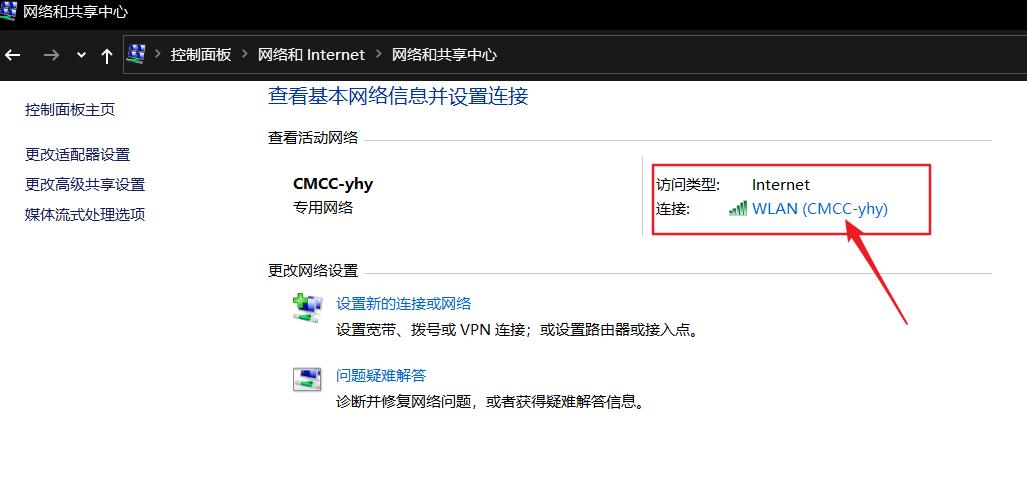 网络和共享中心
控制面板 网络和 Internet 网络和共享中心
控制面板主页
更改适配器设置
更改高级共享设置
媒体流式处理选项
查看基本网络信息并设置连接
查看活动网络
CMCC-yhy
专用网络
访问类型: Internet
连接: WLAN (CMCC-yhy)
更改网络设置
设置新的连接或网络
设置宽带、拨号或 VPN 连接；或设置路由器或接入点。
问题疑难解答
诊断并修复网络问题，或者获得疑难解答信息。